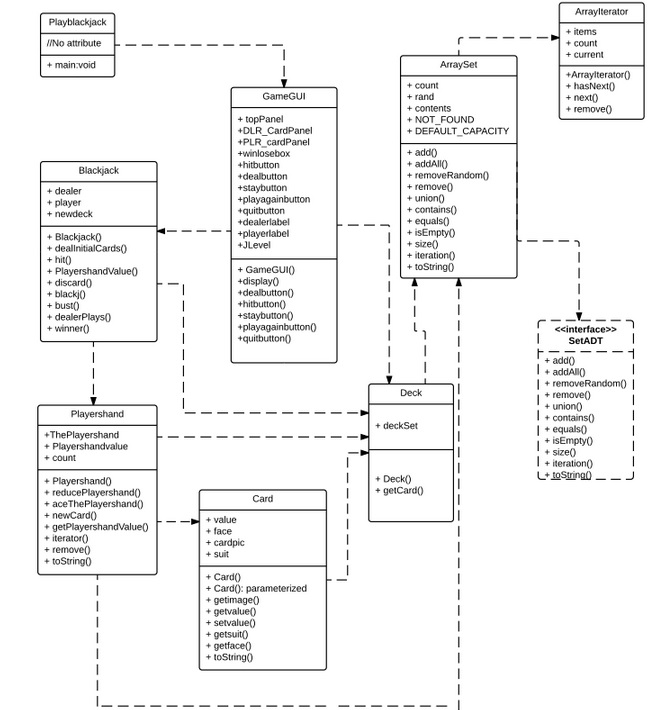 Playblackjack
//No attribute
+ main:void
GameGUI
+ topPanel
+DLR_CardPanel
+PLR_cardPanel
+winlosebox
+hitbutton
+dealbutton
+staybutton
+playagainbutton
+quitbutton
+dealerlabel
+playerlabel
+JLevel
+ GameGUI()
+display()
+dealbutton()
+hitbutton()
+staybutton()
+playagainbutton()
+quitbutton()
ArraySet
+ count
+ rand
+ contents
+ NOT_FOUND
+ DEFAULT_CAPACITY
+ add()
+ addAll()
+ removeRandom()
+ remove()
+ union()
+ contains()
+ equals()
+ isEmpty()
+ size()
+ iteration()
+ toString()
ArrayIterator
+ items
+ count
+ current
+ArrayIterator()
+ hasNext()
+ next()
+ remove()
Blackjack
+ dealer
+ player
+ newdeck
+ Blackjack()
+ dealInitialCards()
+ hit()
+ PlayershandValue()
+ discard()
+ blackj()
+ bust()
+ dealerPlays()
+ winner()
<<interface>>
SetADT
+ add()
+ addAll()
+ removeRandom()
+ remove()
+ union()
+ contains()
+ equals()
+ isEmpty()
+ size()
+ iteration()
+ toString()
Deck
+ deckSet
+ Deck()
+ getCard()
Playershand
+ThePlayershand
+ Playershandvalue
+ count
+ Playershand()
+ reducePlayershand()
+ aceThePlayershand()
+ newCard()
+ getPlayershandValue()
+ iterator()
+ remove()
+ toString()
Card
+ value
+ face
+ cardpic
+ suit
+ Card()
+ Card(): parameterized
+ getimage()
+ getvalue()
+ setvalue()
+ getsuit()
+ getface()
+ toString()